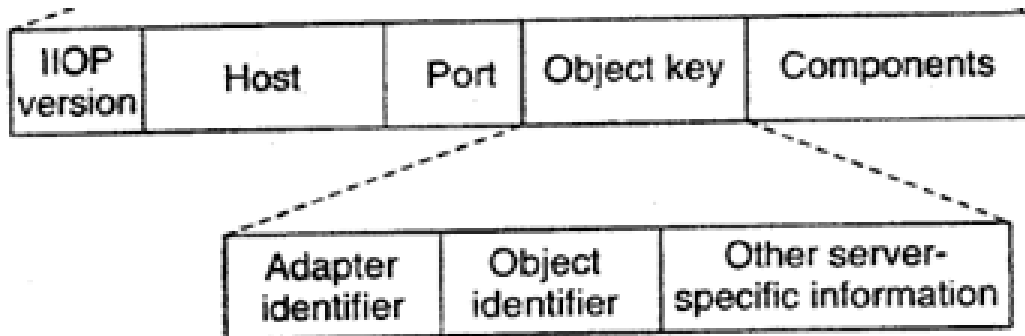 IIOP version
Host
Port
Object key
Components
Adapter identifier
Object identifier
Other server-
specific information